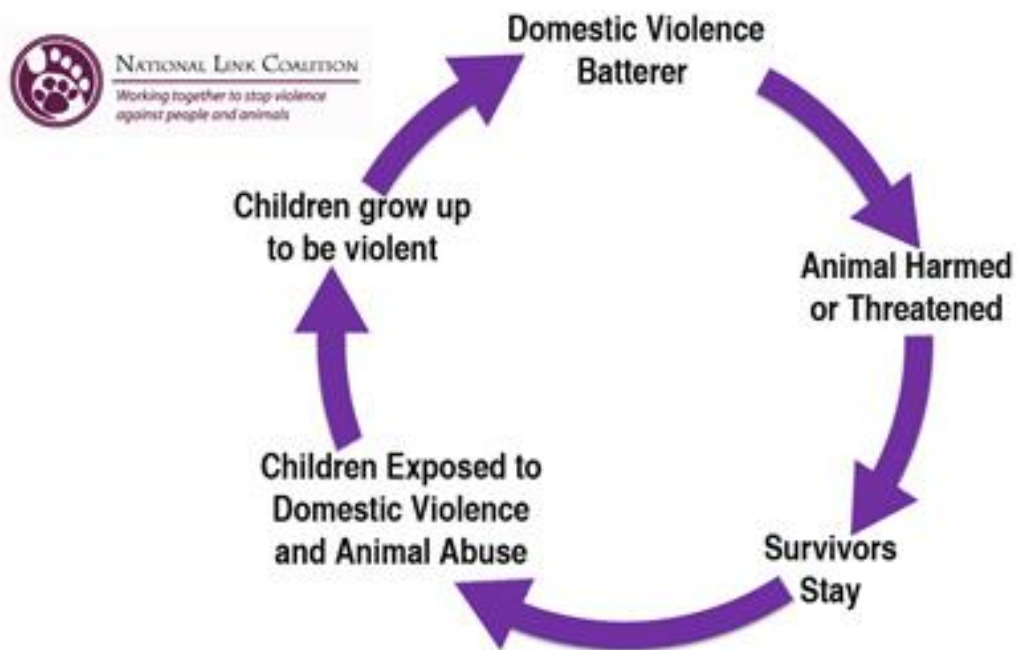 NATIONAL LINK COALITION
Working together to stop violence
against people and animals
Domestic Violence
Batterer
Animal Harmed
or Threatened
Survivors
Stay
Children Exposed to
Domestic Violence
and Animal Abuse
Children grow up
to be violent